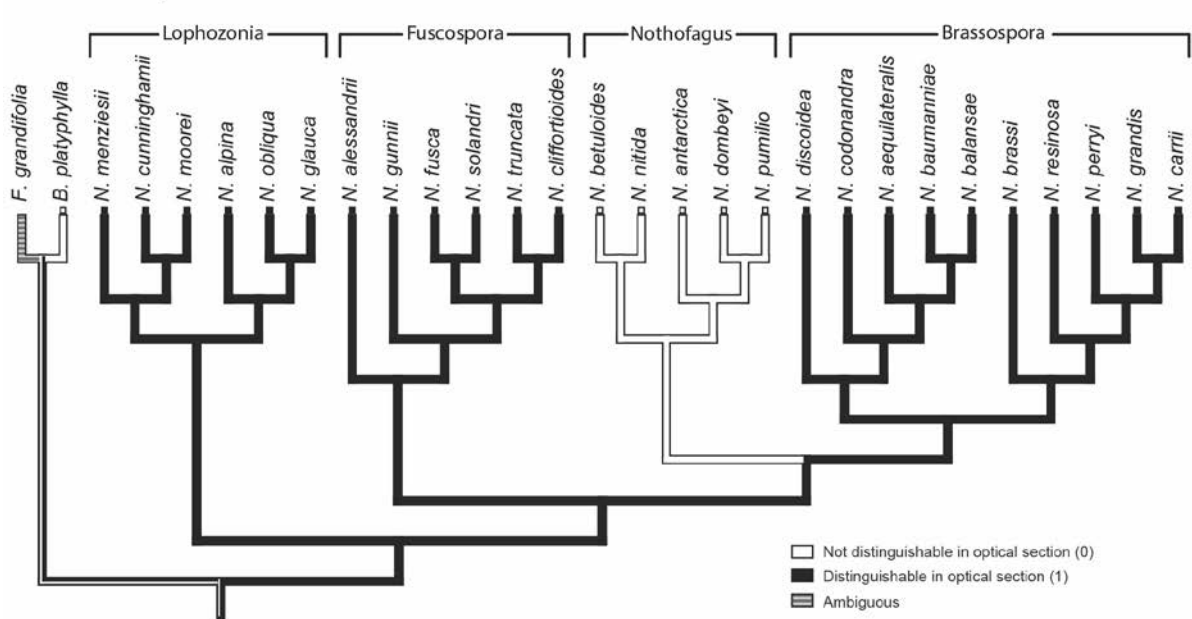 Lophozonia
Fuscospora
Nothofagus
Brassospora
F. grandifolia
B. platyphylla
N. menziesii
N. cunninghamii
N. moorei
N. alpina
N. obliqua
N. glauca
N. alessandrii
N. gunnii
N. fusca
N. solandri
N. truncata
N. cliffortioides
N. betuloides
N. nitida
N. antarctica
N. dombeyi
N. pumilio
N. discoidea
N. codonandra
N. aequilateralis
N. baumanniae
N. balansae
N. brassi
N. resinosa
N. perryi
N. grandis
N. carrii
Not distinguishable in optical section (0)
Distinguishable in optical section (1)
Ambiguous